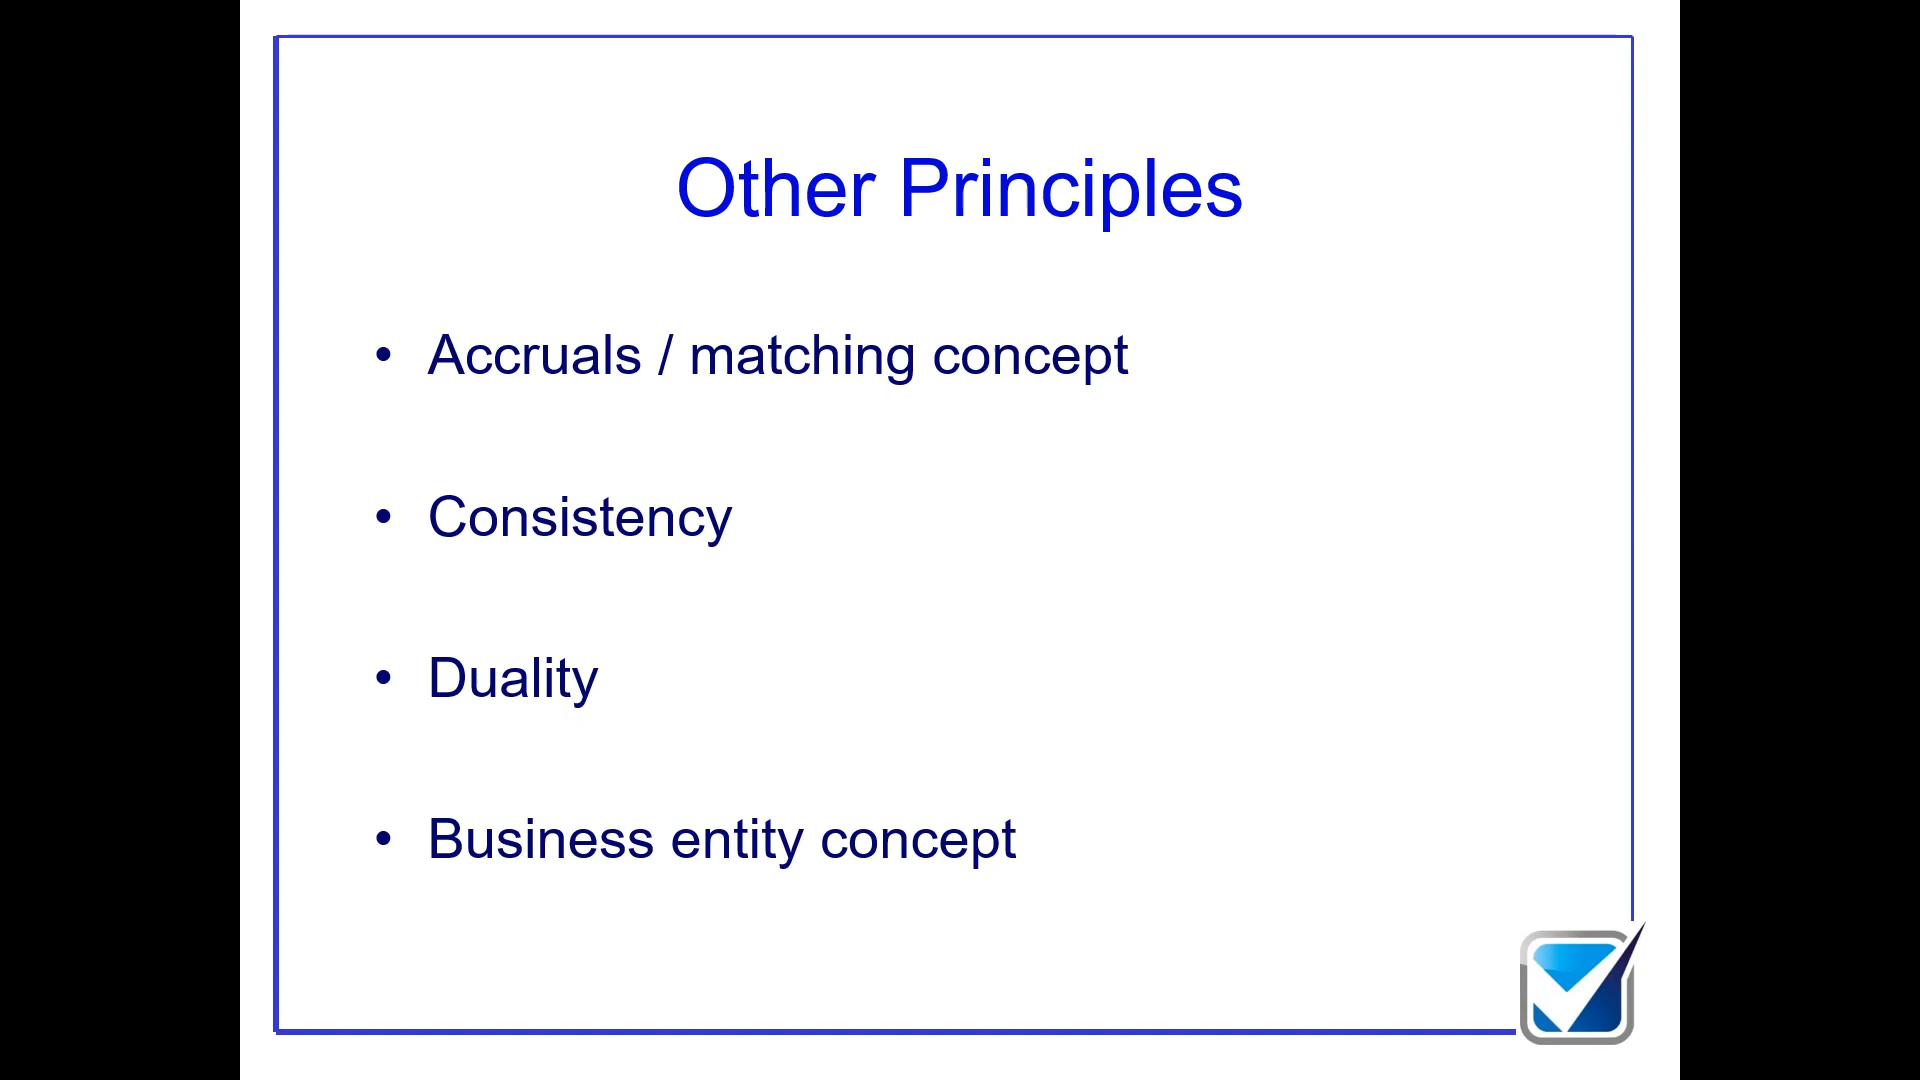 Other Principles
• Accruals / matching concept
• Consistency
• Duality
• Business entity concept